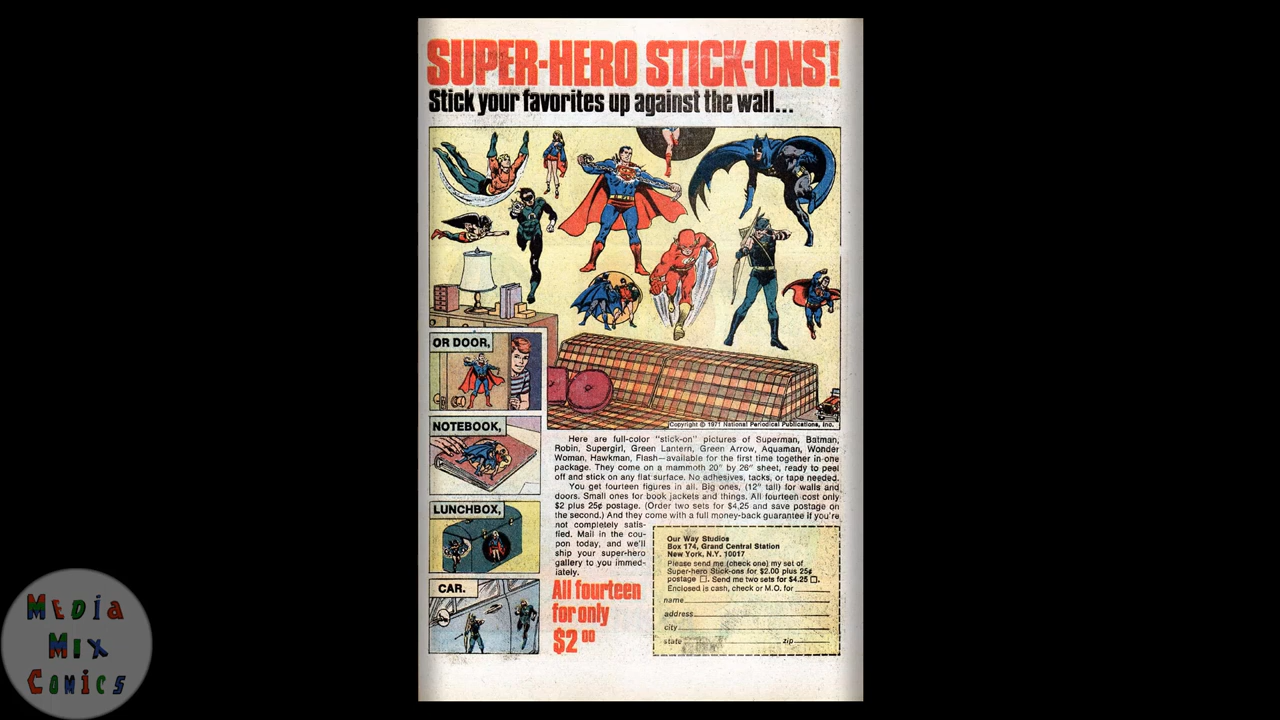 SUPER-HERO STICK-ONS!
Stick your favorites up against the wall...
OR DOOR,
NOTEBOOK,
LUNCHBOX,
CAR.
Copyright © 1971 National Periodical Publications, Inc.
Here are full-color "stick-on" pictures of Superman, Batman,
Robin, Supergirl, Green Lantern, Green Arrow, Aquaman, Wonder
Woman, Hawkman, Flash—available for the first time together in one
package. They come on a mammoth 20" by 26" sheet, ready to peel
off and stick on any flat surface. No adhesives, tacks, or tape needed.
You get fourteen figures in all. Big ones, (12" tall) for walls and
doors. Small ones for book jackets and things. All fourteen cost only
$2 plus 25¢ postage. (Order two sets for $4.25 and save postage on
the second.) And they come with a full money-back guarantee if you're
not completely satis-
fied. Mail in the cou-
pon today, and we'll
ship your super-hero
gallery to you immed-
iately.
All fourteen
for only
$2 00
Our Way Studios
Box 174, Grand Central Station
New York, N.Y. 10017
Please send me (check one) my set of
Super-hero Stick-ons for $2.00 plus 25¢
postage □. Send me two sets for $4.25 □.
Enclosed is cash, check or M.O. for
name
address
city
state zip
MEDiA
MiX
COMiCS